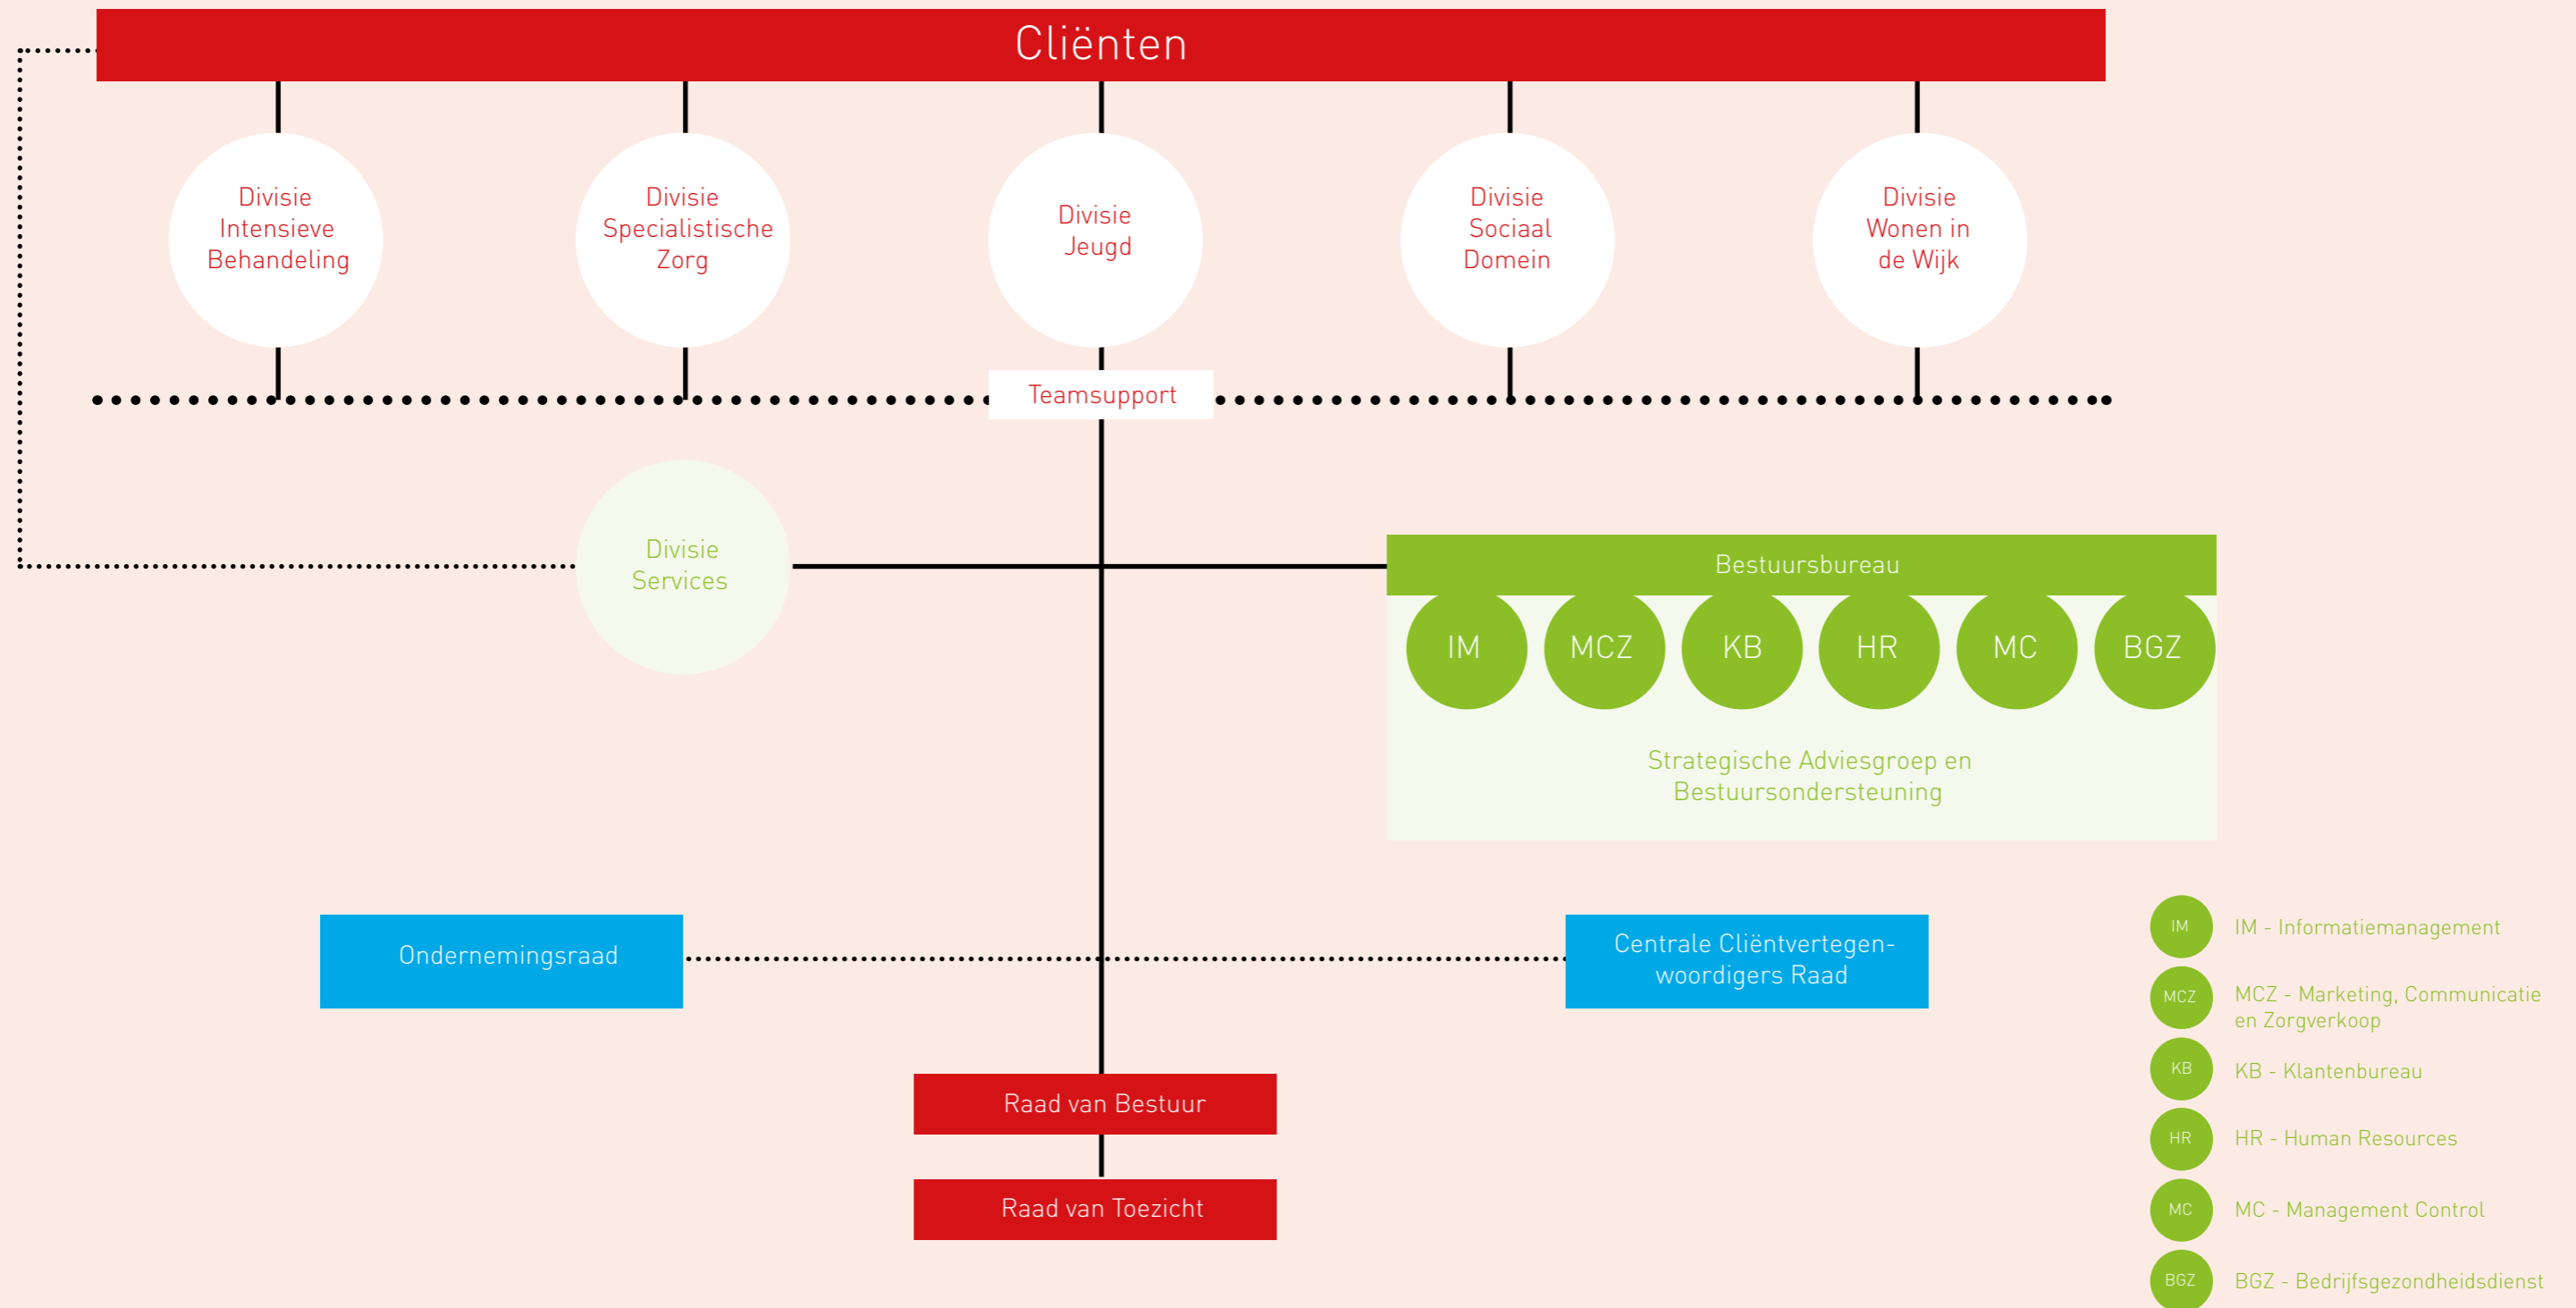 Cliënten
Divisie
Intensieve
Behandeling
Divisie
Specialistische
Zorg
Divisie
Jeugd
Divisie
Sociaal
Domein
Divisie
Wonen in
de Wijk
Teamsupport
Divisie
Services
Bestuursbureau
IM
MCZ
KB
HR
MC
BGZ
Strategische Adviesgroep en
Bestuursondersteuning
Ondernemingsraad
Centrale Cliëntvertegen-
woordigers Raad
Raad van Bestuur
Raad van Toezicht
IM
IM - Informatiemanagement
MCZ
MCZ - Marketing, Communicatie
en Zorgverkoop
KB
KB - Klantenbureau
HR
HR - Human Resources
MC
MC - Management Control
BGZ
BGZ - Bedrijfsgezondheidsdienst